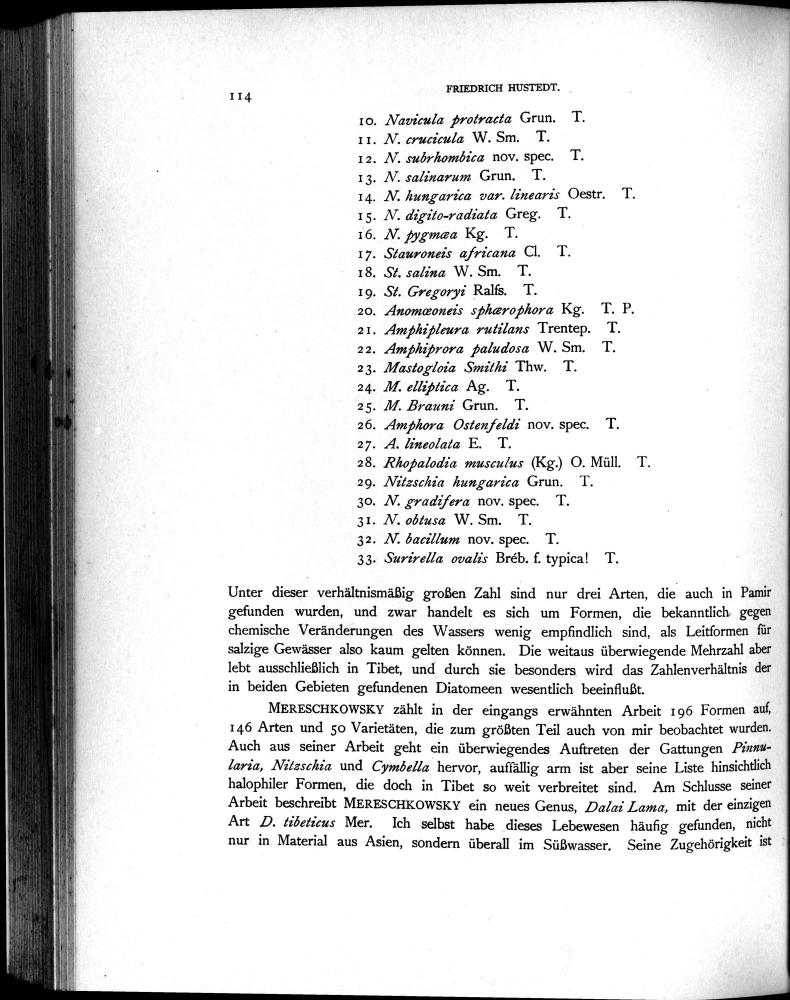 114
FRIEDRICH HUSTEDT.
10. Navicula protracta Grun. T.
11. N. crucicula W. Sm. T.
12. N. subrhombica nov. spec. T.
13. N. salinarum Grun. T.
14. N. hungarica var. linearis Oestr. T.
15. N. digito-radiata Greg. T.
16. N. pygmæa Kg. T.
17. Stauroneis africana Cl. T.
18. St. salina W. Sm. T.
19. St. Gregoryi Ralfs. T.
20. Anomœoneis sphærophora Kg. T. P.
21. Amphipleura rutilans Trentep. T.
22. Amphiprora paludosa W. Sm. T.
23. Mastogloia Smithi Thw. T.
24. M. elliptica Ag. T.
25. M. Brauni Grun. T.
26. Amphora Ostenfeldi nov. spec. T.
27. A. lineolata E. T.
28. Rhopalodia musculus (Kg.) O. Müll. T.
29. Nitzschia hungarica Grun. T.
30. N. gradifera nov. spec. T.
31. N. obtusa W. Sm. T.
32. N. bacillum nov. spec. T.
33. Surirella ovalis Bréb. f. typica! T.
Unter dieser verhältnismäßig großen Zahl sind nur drei Arten, die auch in Pamir
gefunden wurden, und zwar handelt es sich um Formen, die bekanntlich gegen
chemische Veränderungen des Wassers wenig empfindlich sind, als Leitformen für
salzige Gewässer also kaum gelten können. Die weitaus überwiegende Mehrzahl aber
lebt ausschließlich in Tibet, und durch sie besonders wird das Zahlenverhältnis der
in beiden Gebieten gefundenen Diatomeen wesentlich beeinflußt.
MERESCHKOWSKY zählt in der eingangs erwähnten Arbeit 196 Formen auf,
146 Arten und 50 Varietäten, die zum größten Teil auch von mir beobachtet wurden.
Auch aus seiner Arbeit geht ein überwiegendes Auftreten der Gattungen Pinnu-
laria, Nitzschia und Cymbella hervor, auffällig arm ist aber seine Liste hinsichtlich
halophiler Formen, die doch in Tibet so weit verbreitet sind. Am Schlusse seiner
Arbeit beschreibt MERESCHKOWSKY ein neues Genus, Dalai Lama, mit der einzigen
Art D. tibeticus Mer. Ich selbst habe dieses Lebewesen häufig gefunden, nicht
nur in Material aus Asien, sondern überall im Süßwasser. Seine Zugehörigkeit ist